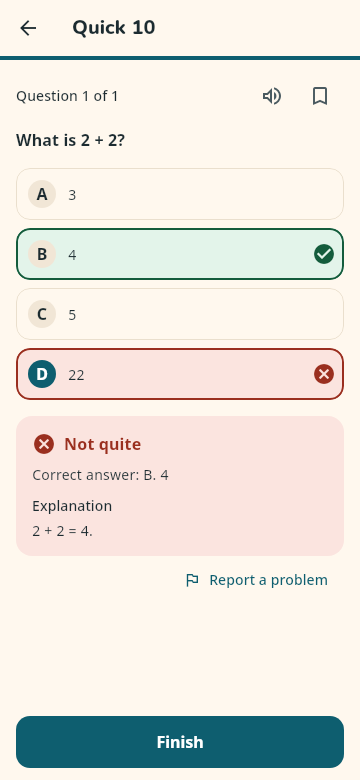 Quick 10
Question 1 of 1
What is 2 + 2?
A 3
B 4
C 5
D 22
Not quite
Correct answer: B. 4
Explanation
2 + 2 = 4.
Report a problem
Finish